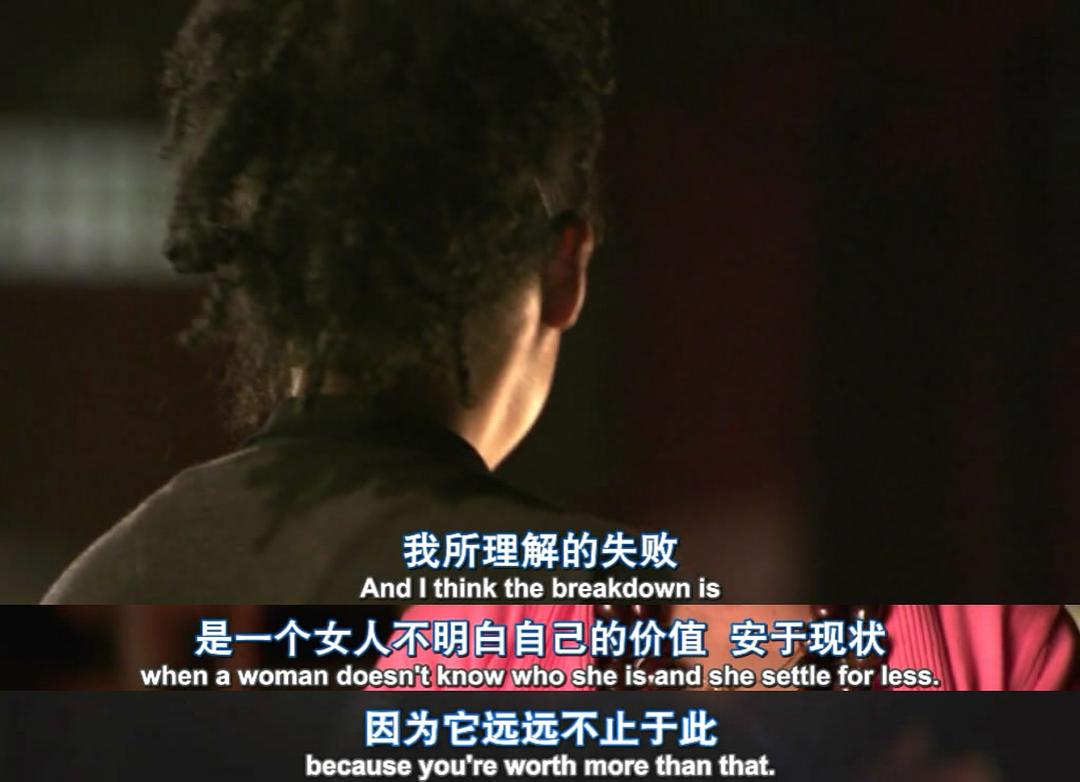 我所理解的失败
And I think the breakdown is
是一个女人不明白自己的价值 安于现状
when a woman doesn't know who she is and she settle for less.
因为它远远不止于此
because you're worth more than that.